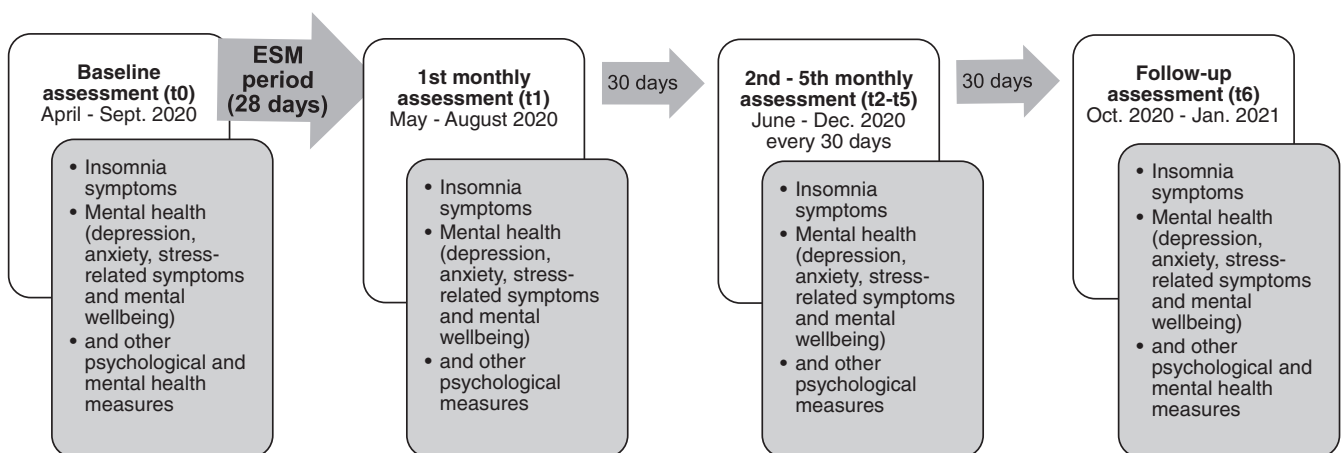 Baseline
assessment (t0)
April - Sept. 2020
• Insomnia
symptoms
• Mental health
(depression,
anxiety, stress-
related symptoms
and mental
wellbeing)
• and other
psychological and
mental health
measures
ESM
period
(28 days)
1st monthly
assessment (t1)
May - August 2020
• Insomnia
symptoms
• Mental health
(depression,
anxiety, stress-
related symptoms
and mental
wellbeing)
• and other
psychological
measures
30 days
2nd - 5th monthly
assessment (t2-t5)
June - Dec. 2020
every 30 days
• Insomnia
symptoms
• Mental health
(depression,
anxiety, stress-
related symptoms
and mental
wellbeing)
• and other
psychological
measures
30 days
Follow-up
assessment (t6)
Oct. 2020 - Jan. 2021
• Insomnia
symptoms
• Mental health
(depression,
anxiety, stress-
related symptoms
and mental
wellbeing)
• and other
psychological and
mental health
measures